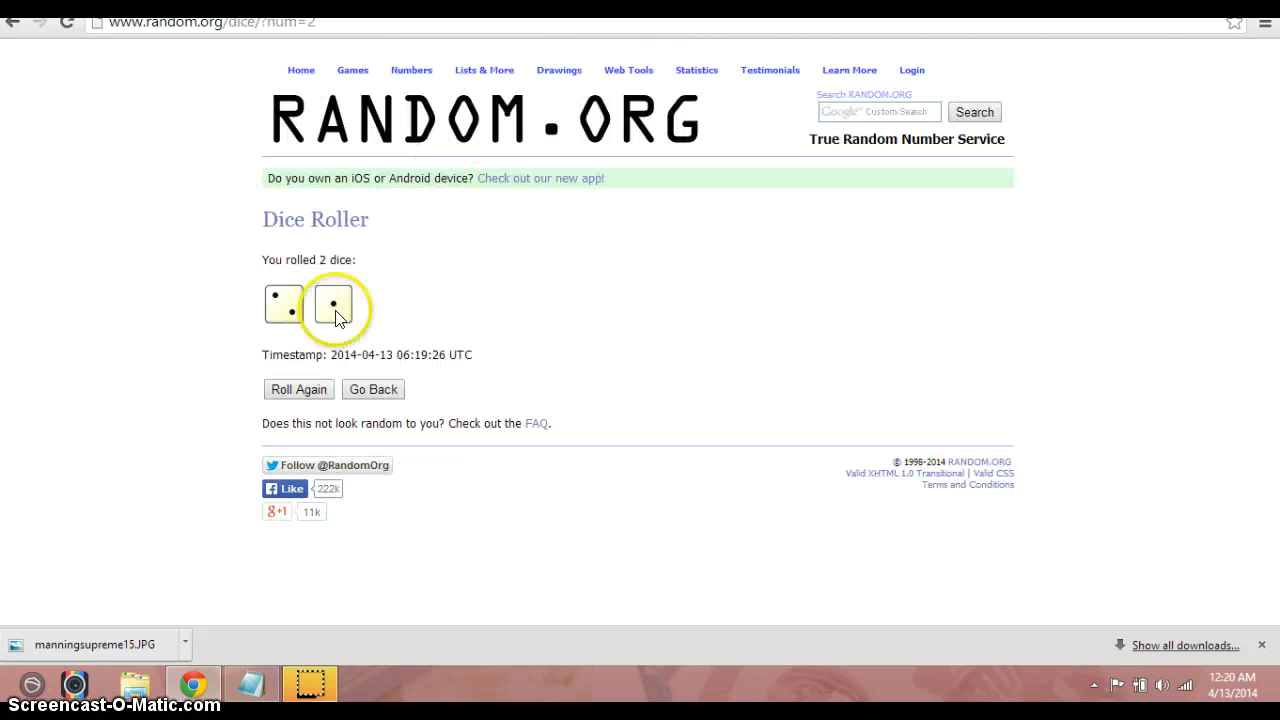 www.random.org/dice/?num=2
Home Games Numbers Lists & More Drawings Web Tools Statistics Testimonials Learn More Login
Search RANDOM.ORG
RANDOM.ORG
Google™ Custom Search Search
True Random Number Service
Do you own an iOS or Android device? Check out our new app!
Dice Roller
You rolled 2 dice:
Timestamp: 2014-04-13 06:19:26 UTC
Roll Again Go Back
Does this not look random to you? Check out the FAQ.
Follow @RandomOrg
Like 222k
g+1 11k
© 1998-2014 RANDOM.ORG
Valid XHTML 1.0 Transitional | Valid CSS
Terms and Conditions
manningsupreme15.JPG
Show all downloads...
12:20 AM
4/13/2014
Screencast-O-Matic.com